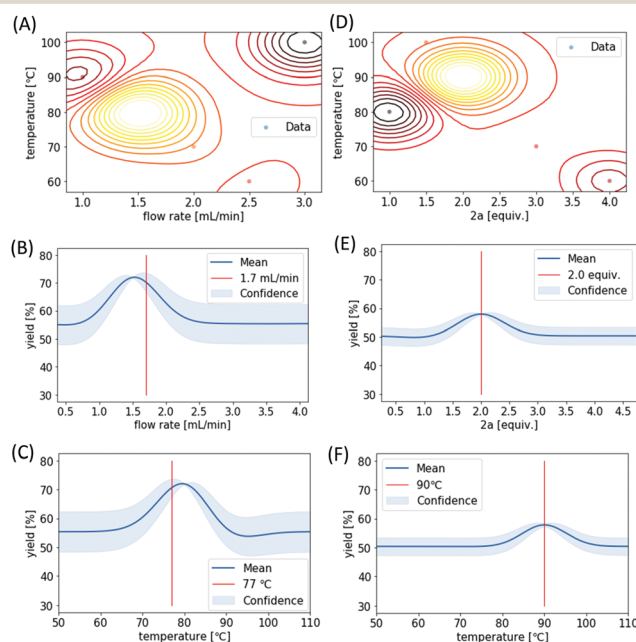 (A)
temperature [℃]
100
90
80
70
60
Data
1.0
1.5
2.0
2.5
3.0
flow rate [mL/min]
(D)
temperature [℃]
100
90
80
70
60
Data
1.0
1.5
2.0
2.5
3.0
3.5
4.0
2a [equiv.]
(B)
yield [%]
80
70
60
50
40
30
Mean
1.7 mL/min
Confidence
0.5
1.0
1.5
2.0
2.5
3.0
3.5
4.0
flow rate [mL/min]
(E)
yield [%]
80
70
60
50
40
30
Mean
2.0 equiv.
Confidence
0.5
1.0
1.5
2.0
2.5
3.0
3.5
4.0
4.5
2a [equiv.]
(C)
yield [%]
80
70
60
50
40
30
Mean
77 ℃
Confidence
50
60
70
80
90
100
110
temperature [℃]
(F)
yield [%]
80
70
60
50
40
30
Mean
90℃
Confidence
50
60
70
80
90
100
110
temperature [℃]